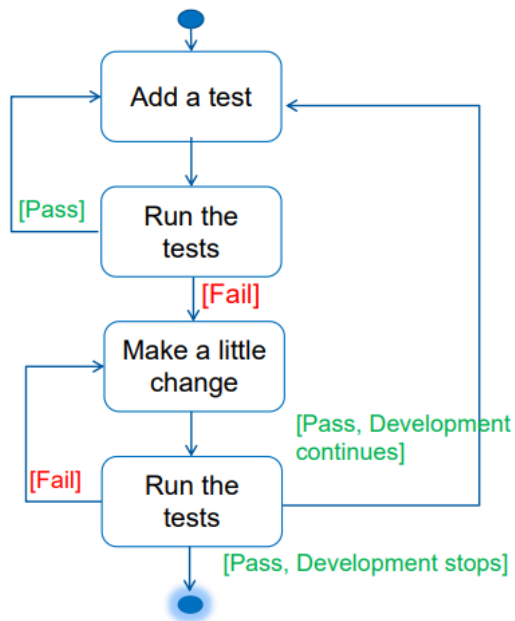 Add a test
[Pass]
Run the
tests
[Fail]
Make a little
change
[Pass, Development
continues]
[Fail]
Run the
tests
[Pass, Development stops]